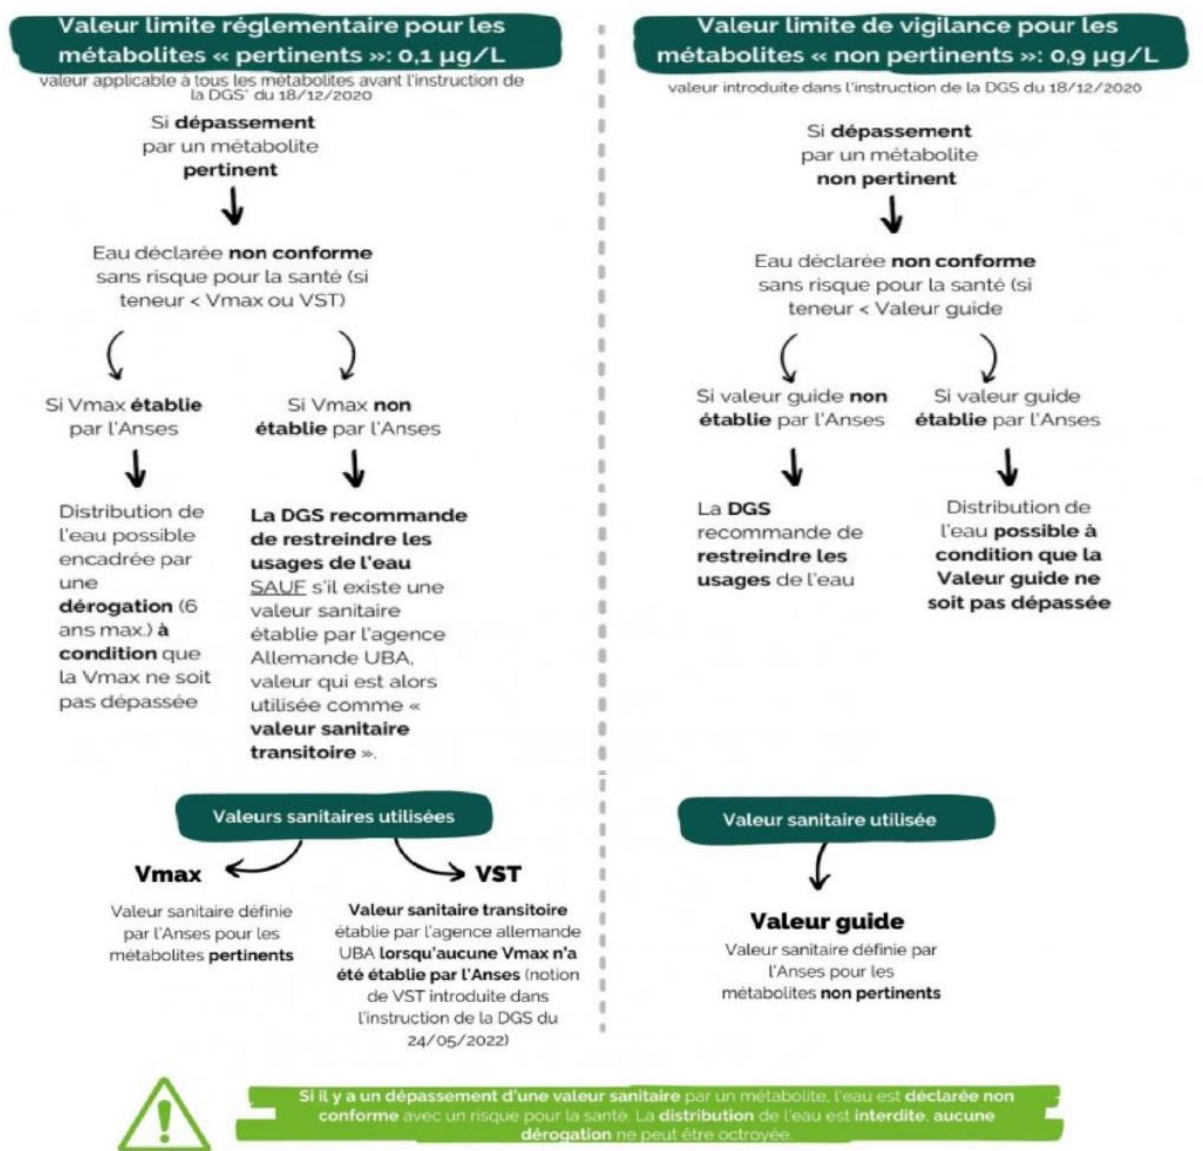 Valeur limite réglementaire pour les
métabolites « pertinents »: 0,1 µg/L
valeur applicable à tous les métabolites avant l'instruction de
la DGS* du 18/12/2020
Si dépassement
par un métabolite
pertinent
Eau déclarée non conforme
sans risque pour la santé (si
teneur < Vmax ou VST)
Si Vmax établie
par l'Anses
Distribution de
l'eau possible
encadrée par
une
dérogation (6
ans max.) à
condition que
la Vmax ne soit
pas dépassée
Si Vmax non
établie par l'Anses
La DGS recommande
de restreindre les
usages de l'eau
SAUF s'il existe une
valeur sanitaire
établie par l'agence
Allemande UBA,
valeur qui est alors
utilisée comme «
valeur sanitaire
transitoire ».
Valeurs sanitaires utilisées
Vmax
Valeur sanitaire définie
par l'Anses pour les
métabolites pertinents
VST
Valeur sanitaire transitoire
établie par l'agence allemande
UBA lorsqu'aucune Vmax n'a
été établie par l'Anses (notion
de VST introduite dans
l'instruction de la DGS du
24/05/2022)
Valeur limite de vigilance pour les
métabolites « non pertinents »: 0,9 µg/L
valeur introduite dans l'instruction de la DGS du 18/12/2020
Si dépassement
par un métabolite
non pertinent
Eau déclarée non conforme
sans risque pour la santé (si
teneur < Valeur guide
Si valeur guide non
établie par l'Anses
La DGS
recommande de
restreindre les
usages de l'eau
Si valeur guide
établie par l'Anses
Distribution de
l'eau possible à
condition que la
Valeur guide ne
soit pas dépassée
Valeur sanitaire utilisée
Valeur guide
Valeur sanitaire définie par
l'Anses pour les
métabolites non pertinents
Si il y a un dépassement d'une valeur sanitaire par un métabolite, l'eau est déclarée non
conforme avec un risque pour la santé. La distribution de l'eau est interdite, aucune
dérogation ne peut être octroyée.